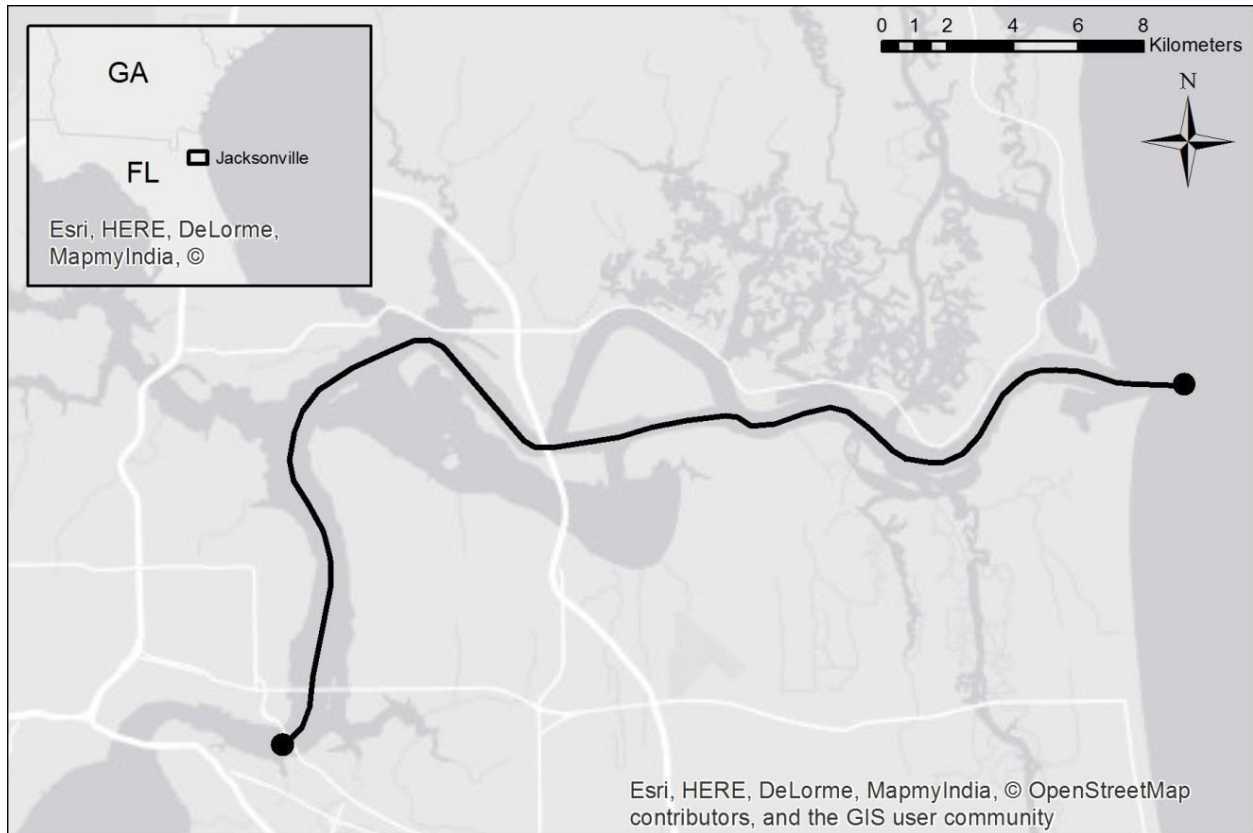 GA
FL
Jacksonville
Esri, HERE, DeLorme,
MapmyIndia, ©
0 1 2 4 6 8
Kilometers
N
Esri, HERE, DeLorme, MapmyIndia, © OpenStreetMap
contributors, and the GIS user community